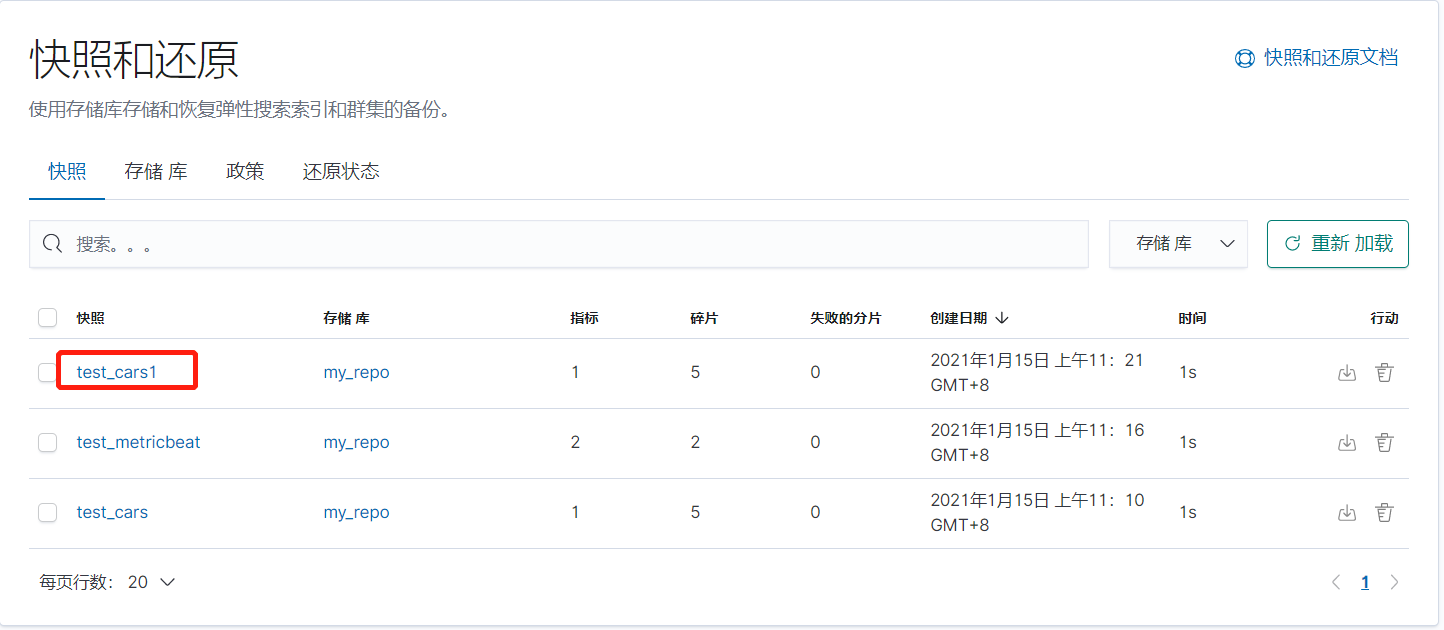 快照和还原
快照和还原文档
使用存储库存储和恢复弹性搜索索引和群集的备份。
快照 存储 库 政策 还原状态
搜索。。。 存储 库 重新 加载
快照 存储 库 指标 碎片 失败的分片 创建日期 时间 行动
test_cars1 my_repo 1 5 0 2021年1月15日 上午11：21 GMT+8 1s
test_metricbeat my_repo 2 2 0 2021年1月15日 上午11：16 GMT+8 1s
test_cars my_repo 1 5 0 2021年1月15日 上午11：10 GMT+8 1s
每页行数： 20 1